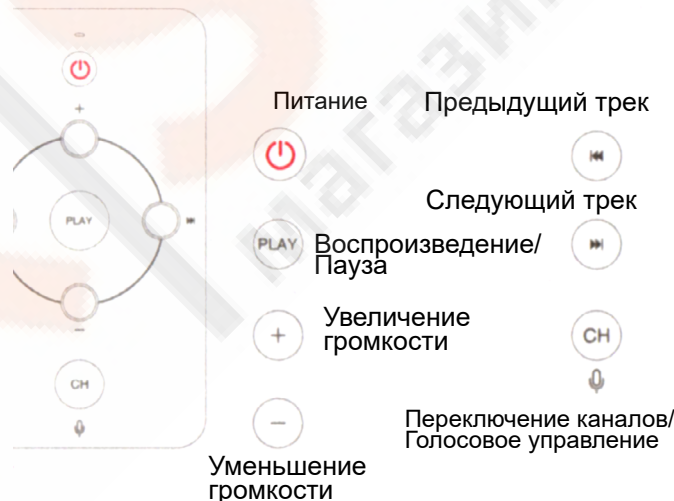 +
PLAY
−
CH
Питание
Предыдущий трек
Следующий трек
PLAY
Воспроизведение/
Пауза
+
Увеличение
громкости
CH
−
Переключение каналов/
Голосовое управление
Уменьшение
громкости
магазин